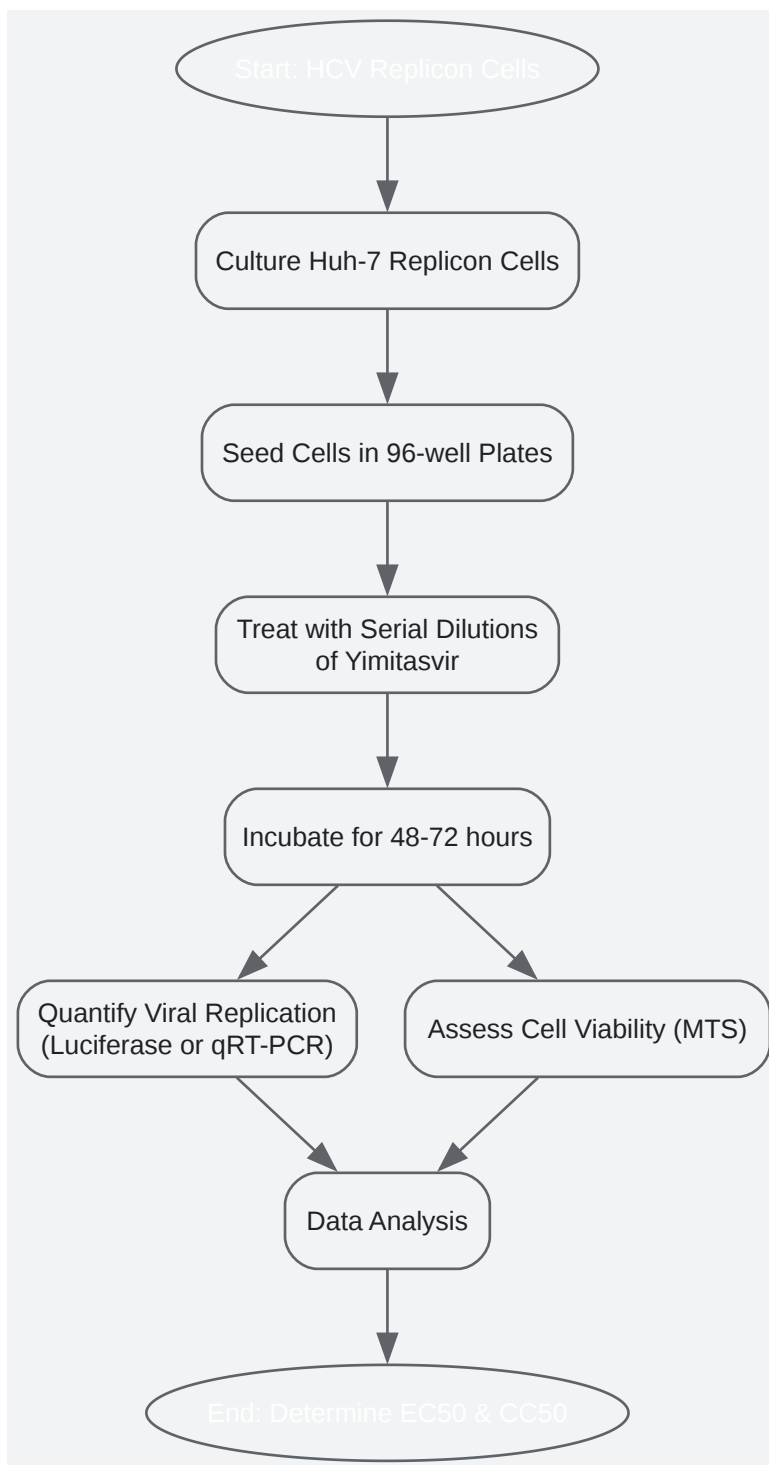 Start: HCV Replicon Cells
Culture Huh-7 Replicon Cells
Seed Cells in 96-well Plates
Treat with Serial Dilutions
of Yimitasvir
Incubate for 48-72 hours
Quantify Viral Replication
(Luciferase or qRT-PCR)
Assess Cell Viability (MTS)
Data Analysis
End: Determine EC50 & CC50